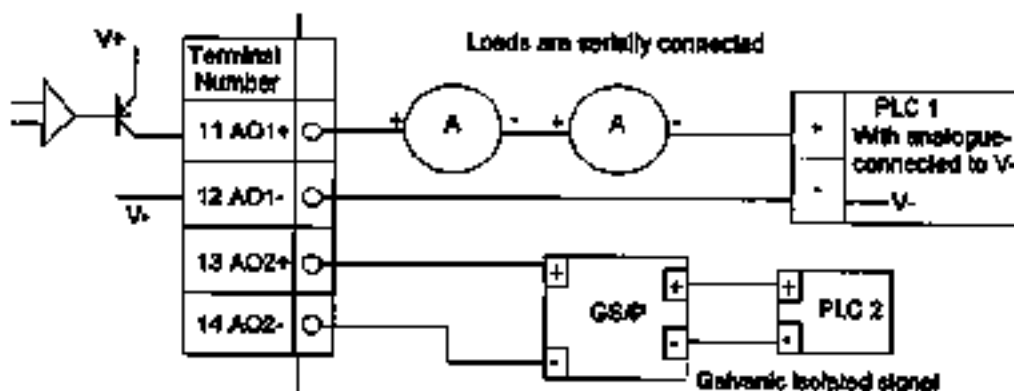 Loads are serially connected
V+
Terminal
Number
11 AO1+
+ A - + A -
+
PLC 1
With analogue-
connected to V-
12 AO1-
V-
-
V-
13 AO2+
+
GS/P
+
-
-
+
-
PLC 2
14 AO2-
Galvanic isolated signal